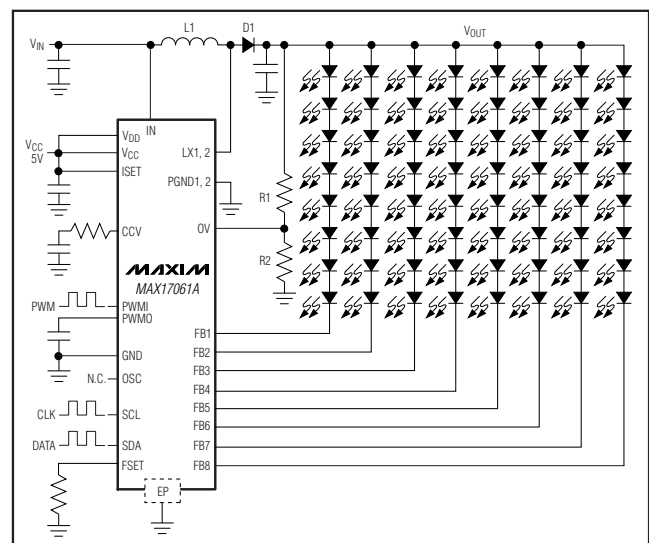 L1
D1
VIN
VOUT
IN
VDD
VCC
5V
VCC
ISET
LX1, 2
PGND1, 2
R1
CCV
OV
MAXIM
R2
MAX17061A
PWM
PWMI
PWMO
FB1
GND
FB2
FB3
N.C.
OSC
FB4
CLK
SCL
FB5
FB6
DATA
SDA
FB7
FSET
FB8
EP